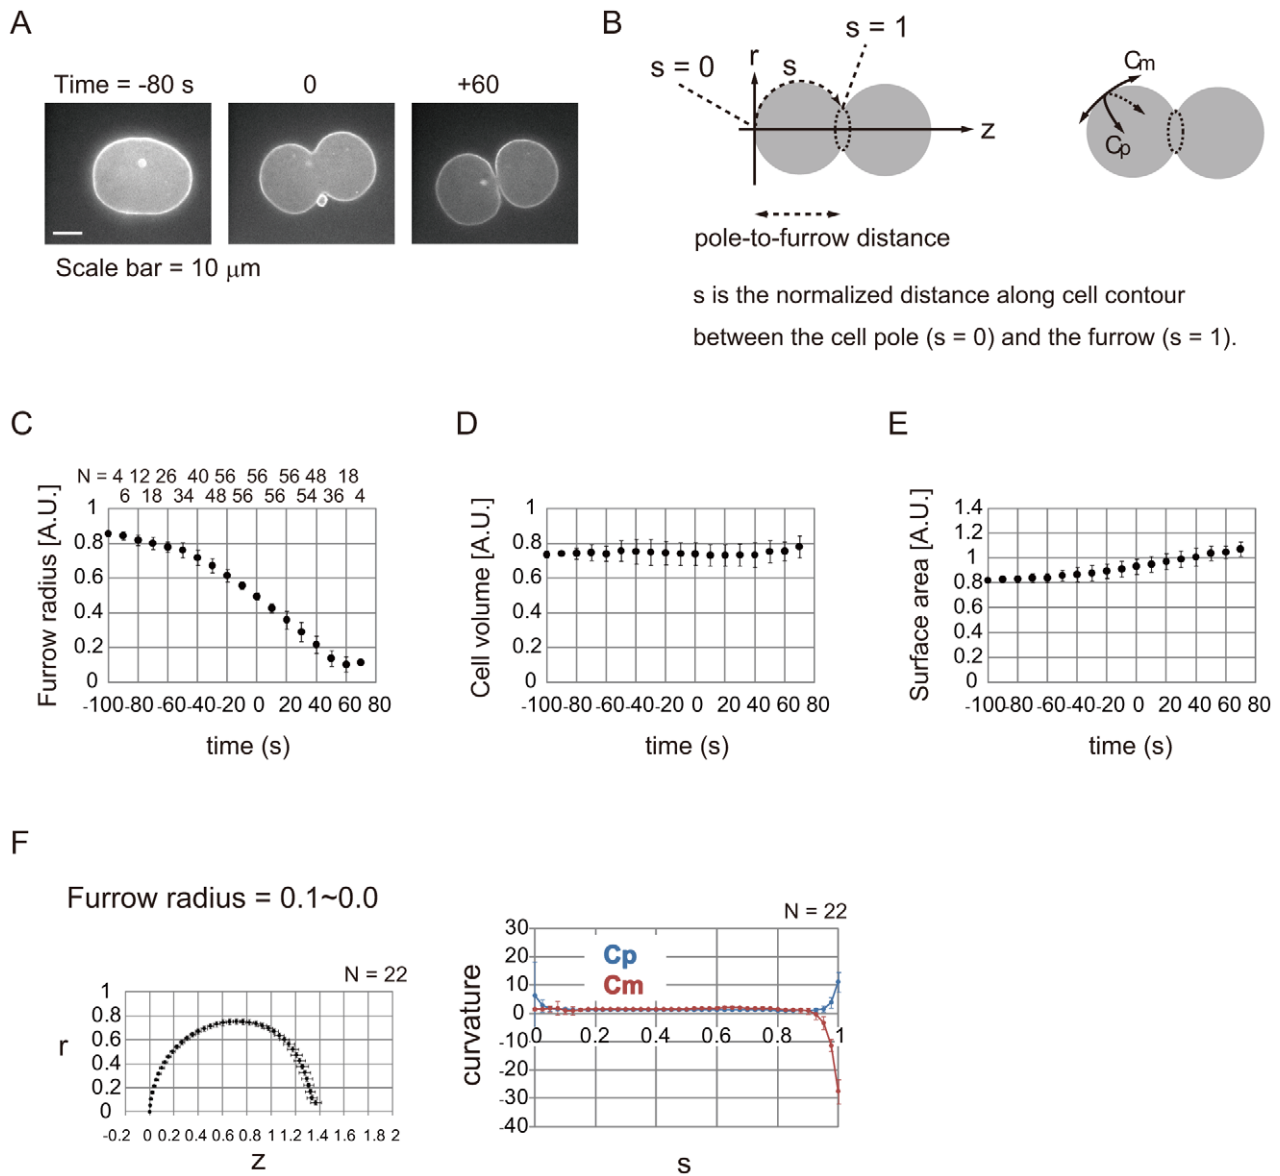 A
Time = -80 s
0
+60
Scale bar = 10 μm
B
s = 0
r
s
s = 1
z
Cm
Cp
pole-to-furrow distance
s is the normalized distance along cell contour
between the cell pole (s = 0) and the furrow (s = 1).
C
N = 4 12 26 40 56 56 56 48 18
6 18 34 48 56 56 54 36 4
Furrow radius [A.U.]
1
0.8
0.6
0.4
0.2
0
-100-80 -60-40-20 0 20 40 60 80
time (s)
D
Cell volume [A.U.]
1
0.8
0.6
0.4
0.2
0
-100-80 -60-40-20 0 20 40 60 80
time (s)
E
Surface area [A.U.]
1.4
1.2
1
0.8
0.6
0.4
0.2
0
-100-80 -60-40-20 0 20 40 60 80
time (s)
F
Furrow radius = 0.1~0.0
N = 22
r
1
0.8
0.6
0.4
0.2
0
-0.2 0 0.2 0.4 0.6 0.8 1 1.2 1.4 1.6 1.8 2
z
N = 22
curvature
30
20
10
0
-10
-20
-30
-40
Cp
Cm
0 0.2 0.4 0.6 0.8 1
s